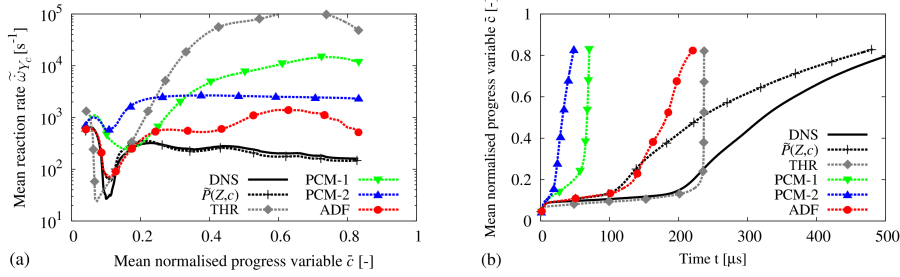 10^5
10^4
10^3
10^2
10^1
Mean reaction rate ω̇̃_Y_c [s^-1]
DNS
P̃(Z,c)
THR
PCM-1
PCM-2
ADF
0 0.2 0.4 0.6 0.8 1
(a) Mean normalised progress variable c̃ [-]
1
0.8
0.6
0.4
0.2
0
Mean normalised progress variable c̃ [-]
DNS
P̃(Z,c)
THR
PCM-1
PCM-2
ADF
0 100 200 300 400 500
(b) Time t [μs]